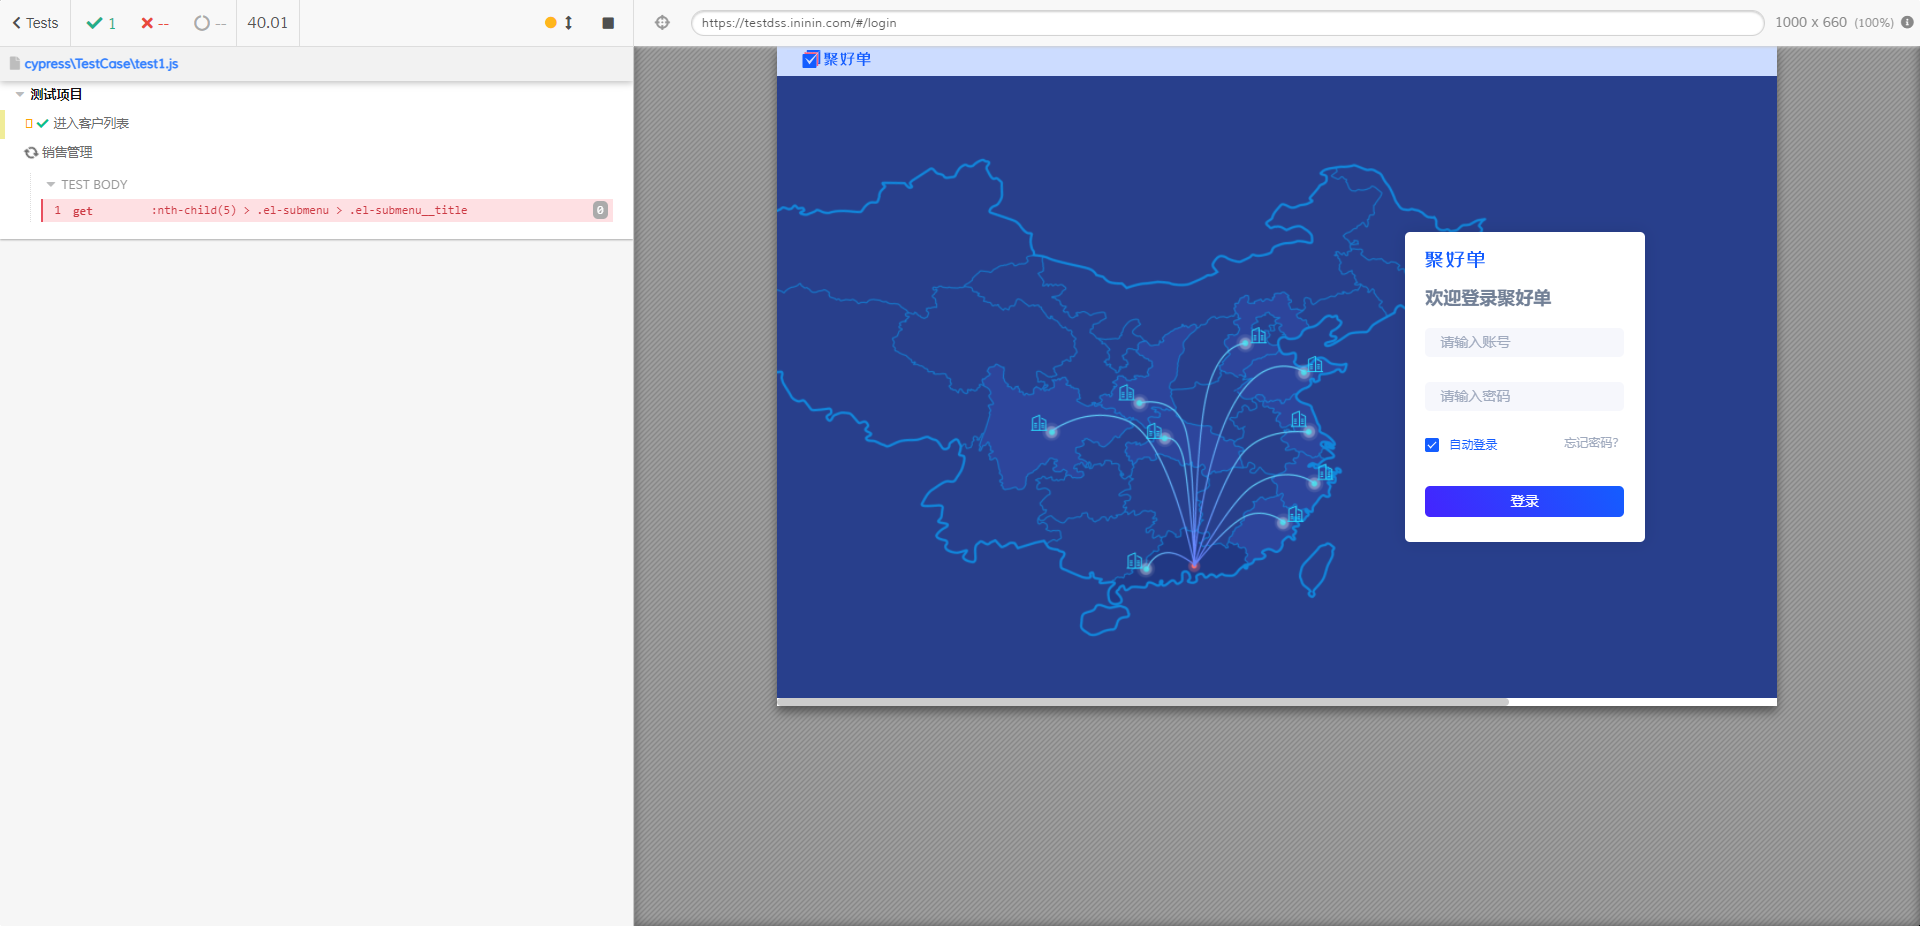 Tests
1
--
--
40.01
https://testdss.ininin.com/#/login
1000 x 660 (100%)
cypress\TestCase\test1.js
测试项目
进入客户列表
销售管理
TEST BODY
1 get :nth-child(5) > .el-submenu > .el-submenu__title 0
聚好单
聚好单
欢迎登录聚好单
请输入账号
请输入密码
自动登录 忘记密码?
登录